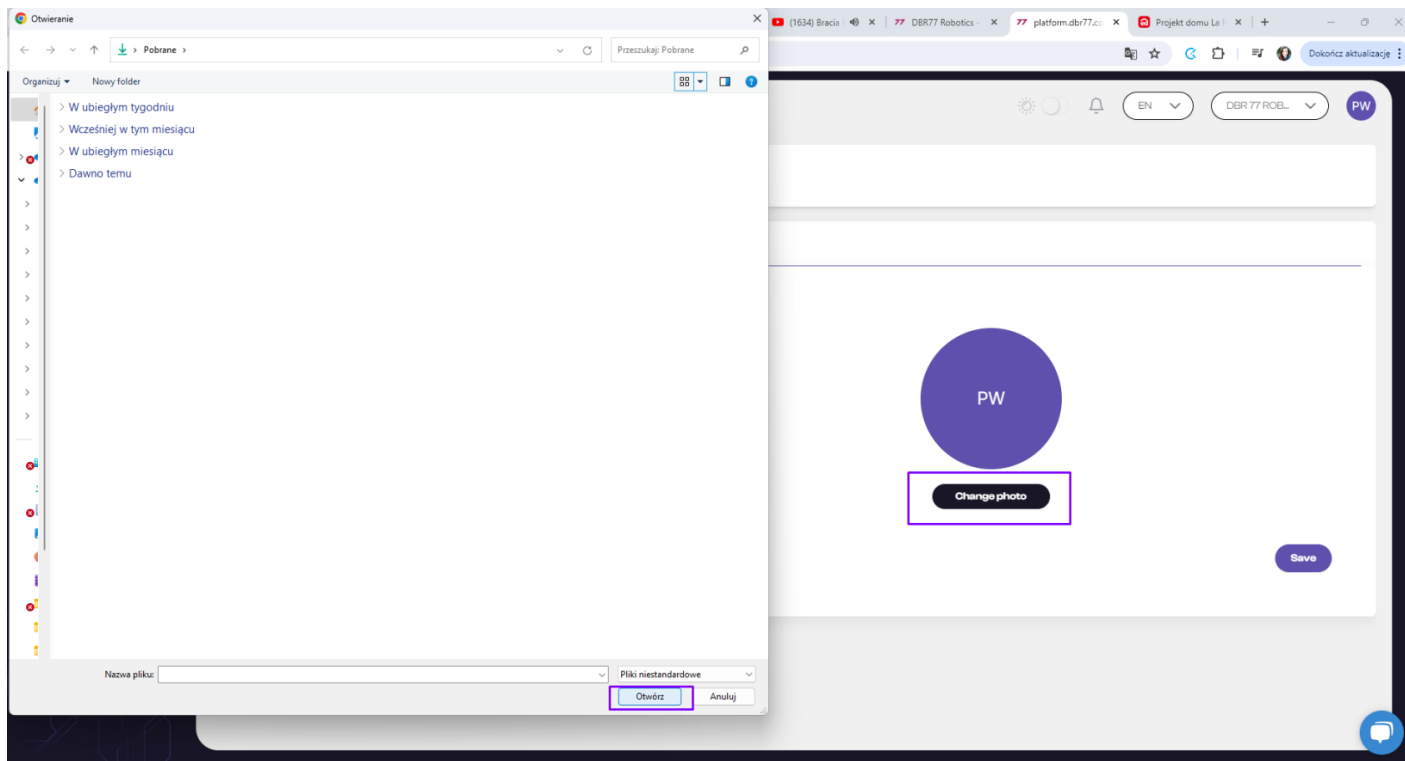 Otwieranie
(1634) Bracia
DBR77 Robotics -
platform.dbr77.co
Projekt domu La
Pobrane
Przeszukaj: Pobrane
Dokończ aktualizację
Organizuj
Nowy folder
W ubiegłym tygodniu
Wcześniej w tym miesiącu
W ubiegłym miesiącu
Dawno temu
EN
DBR 77 ROB...
PW
PW
Change photo
Save
Nazwa pliku:
Pliki niestandardowe
Otwórz
Anuluj